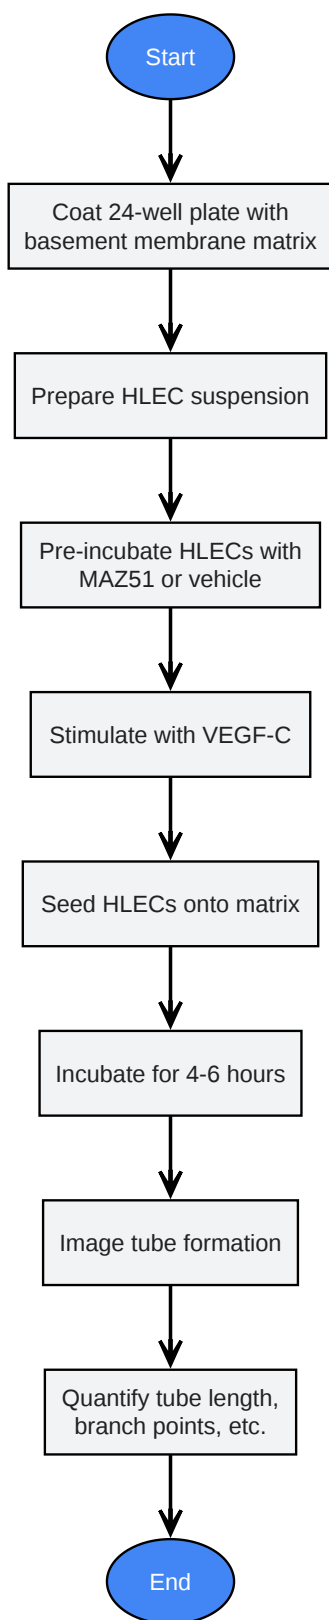 Start
Coat 24-well plate with
basement membrane matrix
Prepare HLEC suspension
Pre-incubate HLECs with
MAZ51 or vehicle
Stimulate with VEGF-C
Seed HLECs onto matrix
Incubate for 4-6 hours
Image tube formation
Quantify tube length,
branch points, etc.
End